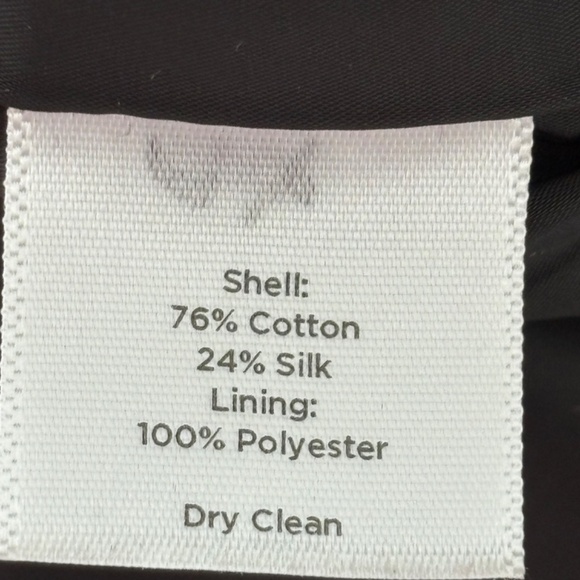 Shell:
76% Cotton
24% Silk
Lining:
100% Polyester
Dry Clean